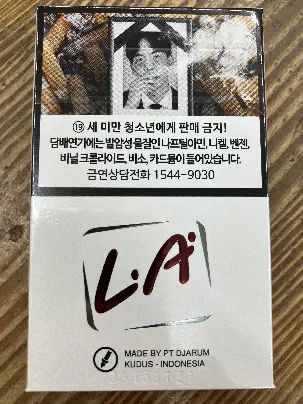 ⑲ 세 미만 청소년에게 판매 금지!
담배연기에는 발암성 물질인 나프틸아민, 니켈, 벤젠,
비닐 크롤라이드, 비소, 카드뮴이 들어있습니다.
금연상담전화 1544-9030
L.A.
MADE BY PT DJARUM
KUDUS - INDONESIA